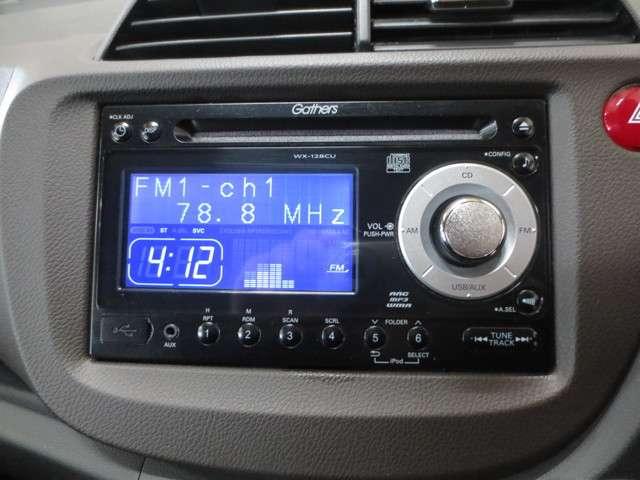 Gathers
CLK ADJ
DISP
WX-128CU
CONFIG
FM1-ch1
78.8 MHz
ST SVC
4:12
FM
VOL
PUSH-PWR
CD
AM
FM
USB/AUX
AAC
MP3
WMA
A.SEL
AUX
H
RPT
1
M
RDM
2
R
SCAN
3
SCRL
4
5
FOLDER
6
iPod
SELECT
TUNE
TRACK